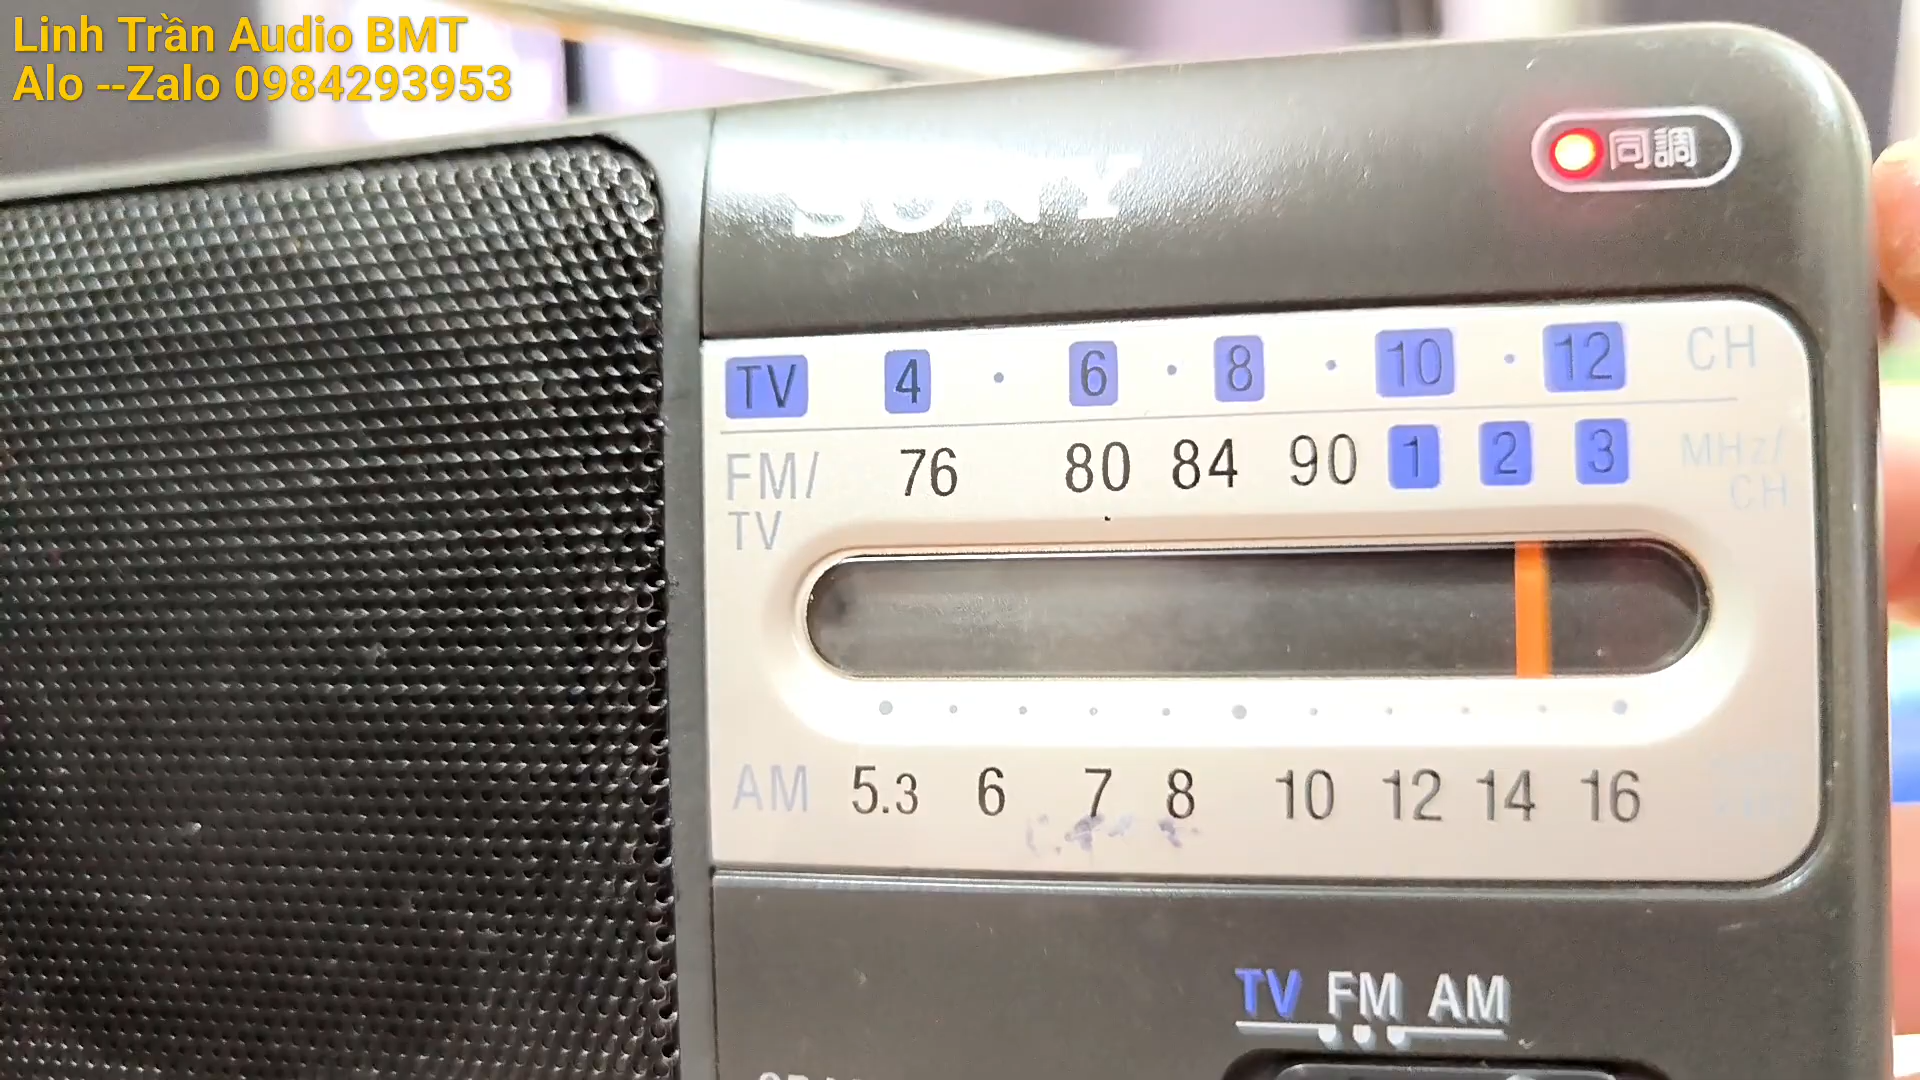 Linh Trần Audio BMT
Alo --Zalo 0984293953
SONY
同調
TV 4 · 6 · 8 · 10 · 12 CH
FM/TV 76 80 84 90 1 2 3 MHz/CH
AM 5.3 6 7 8 10 12 14 16
TV FM AM